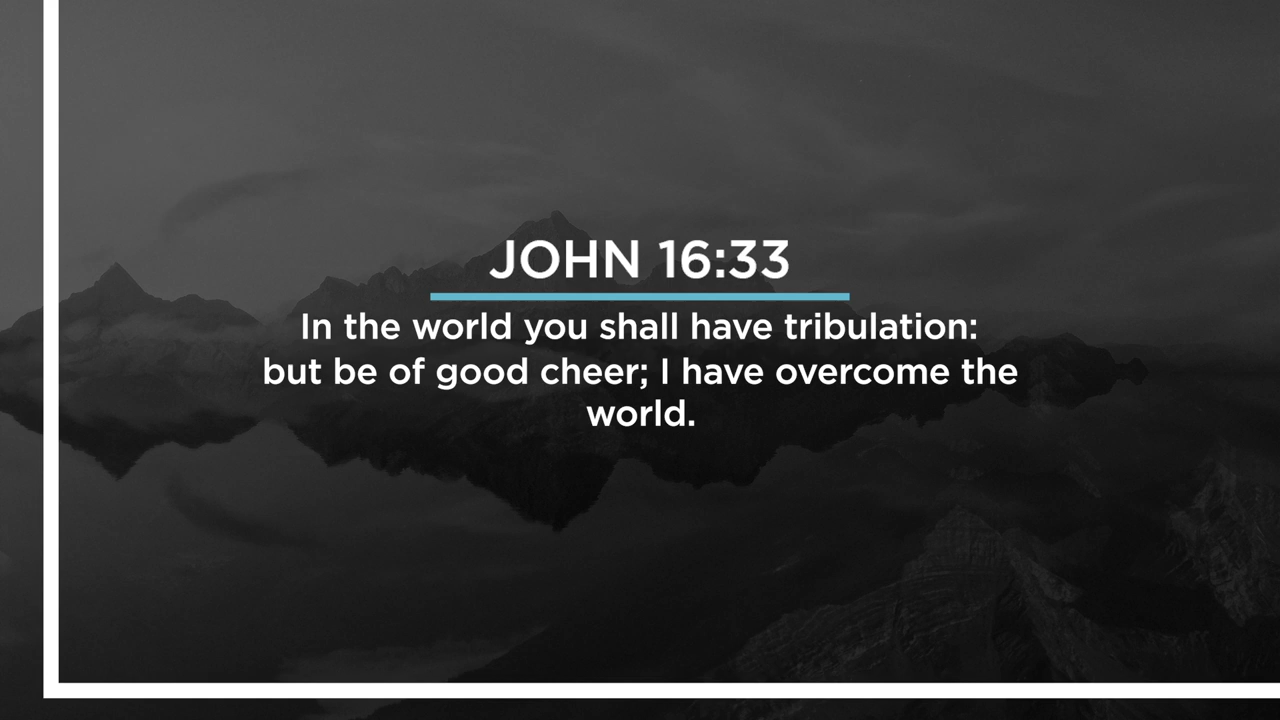 JOHN 16:33
In the world you shall have tribulation:
but be of good cheer; I have overcome the
world.